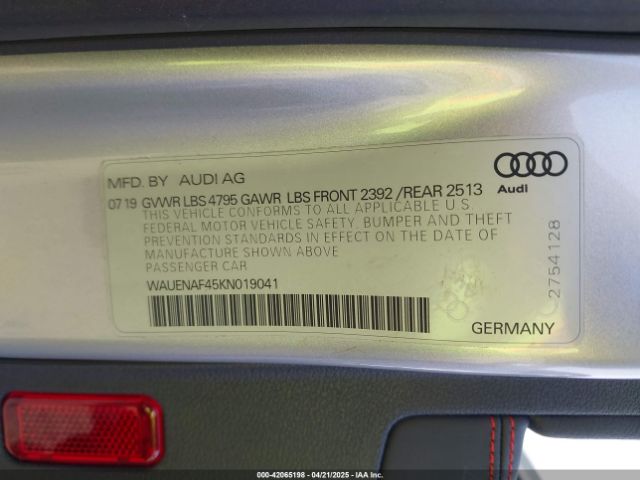 MFD. BY AUDI AG
07 19 GVWR LBS 4795 GAWR LBS FRONT 2392 /REAR 2513
THIS VEHICLE CONFORMS TO ALL APPLICABLE U.S.
FEDERAL MOTOR VEHICLE SAFETY, BUMPER AND THEFT
PREVENTION STANDARDS IN EFFECT ON THE DATE OF
MANUFACTURE SHOWN ABOVE
PASSENGER CAR
WAUENAF45KN019041
Audi
2754128
GERMANY
000-42065198 - 04/21/2025 - IAA Inc.